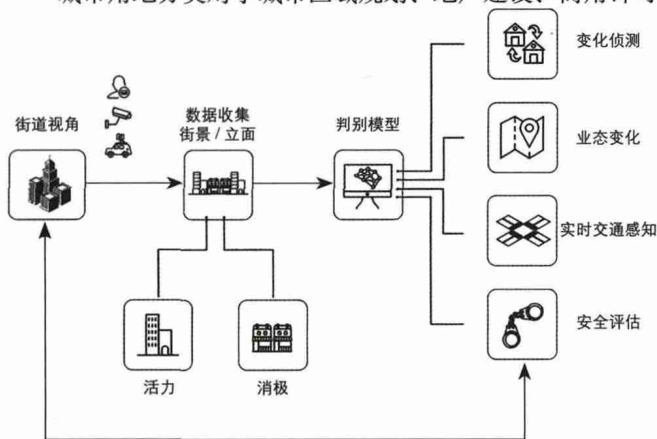 街道视角
数据收集
街景 / 立面
判别模型
变化侦测
业态变化
实时交通感知
安全评估
活力
消极